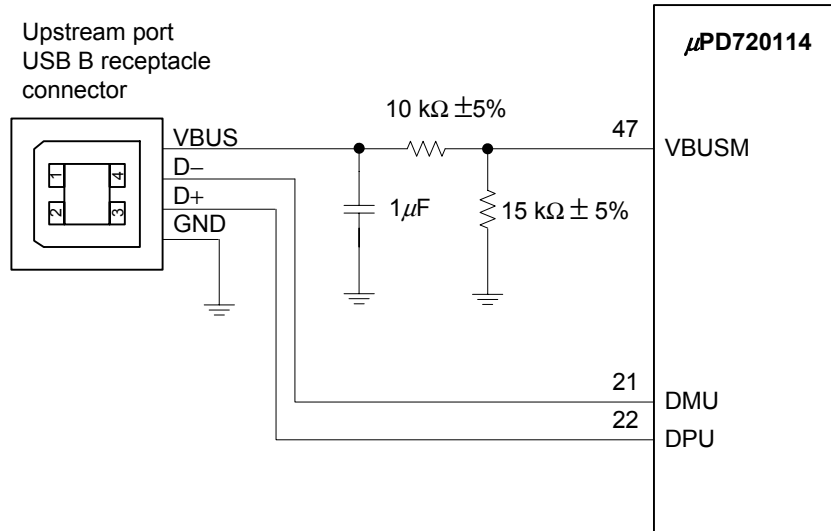 Upstream port
USB B receptacle
connector
μPD720114
10 kΩ ±5%
47
VBUS
VBUSM
D−
1
4
D+
2
3
1μF
15 kΩ ± 5%
GND
21
DMU
22
DPU